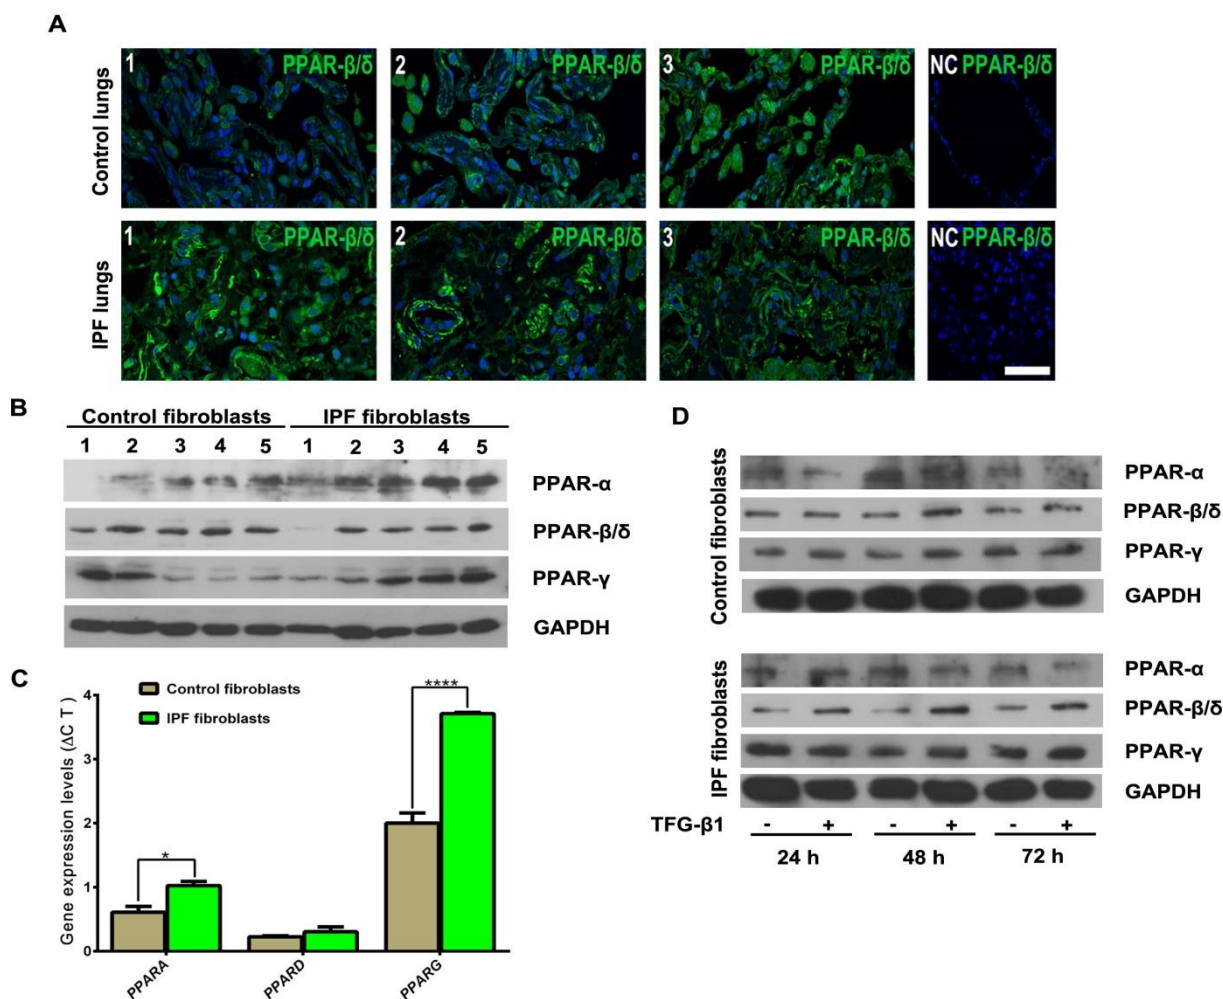 A
Control lungs
1 PPAR-β/δ
2 PPAR-β/δ
3 PPAR-β/δ
NC PPAR-β/δ
IPF lungs
1 PPAR-β/δ
2 PPAR-β/δ
3 PPAR-β/δ
NC PPAR-β/δ
B
Control fibroblasts IPF fibroblasts
1 2 3 4 5 1 2 3 4 5
PPAR-α
PPAR-β/δ
PPAR-γ
GAPDH
C
Gene expression levels (ΔC T)
4
3
2
1
0
Control fibroblasts
IPF fibroblasts
*
****
PPARA
PPARD
PPARG
D
Control fibroblasts
PPAR-α
PPAR-β/δ
PPAR-γ
GAPDH
IPF fibroblasts
PPAR-α
PPAR-β/δ
PPAR-γ
GAPDH
TFG-β1 - + - + - +
24 h 48 h 72 h